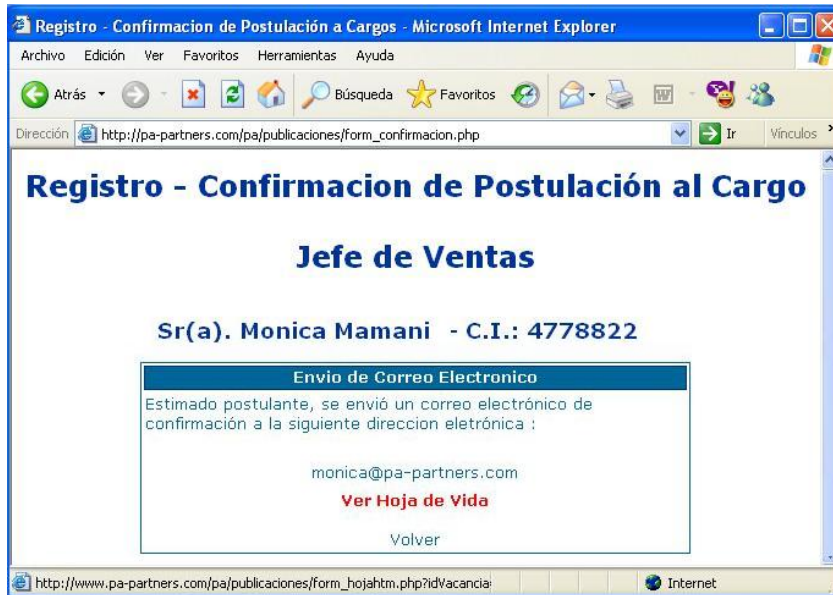 Registro - Confirmacion de Postulación a Cargos - Microsoft Internet Explorer
Archivo Edición Ver Favoritos Herramientas Ayuda
Atrás Búsqueda Favoritos
Dirección http://pa-partners.com/pa/publicaciones/form_confirmacion.php Ir Vínculos
Registro - Confirmacion de Postulación al Cargo
Jefe de Ventas
Sr(a). Monica Mamani - C.I.: 4778822
Envio de Correo Electronico
Estimado postulante, se envió un correo electrónico de
confirmación a la siguiente direccion eletrónica :
monica@pa-partners.com
Ver Hoja de Vida
Volver
http://www.pa-partners.com/pa/publicaciones/form_hojahtm.php?idVacancia Internet